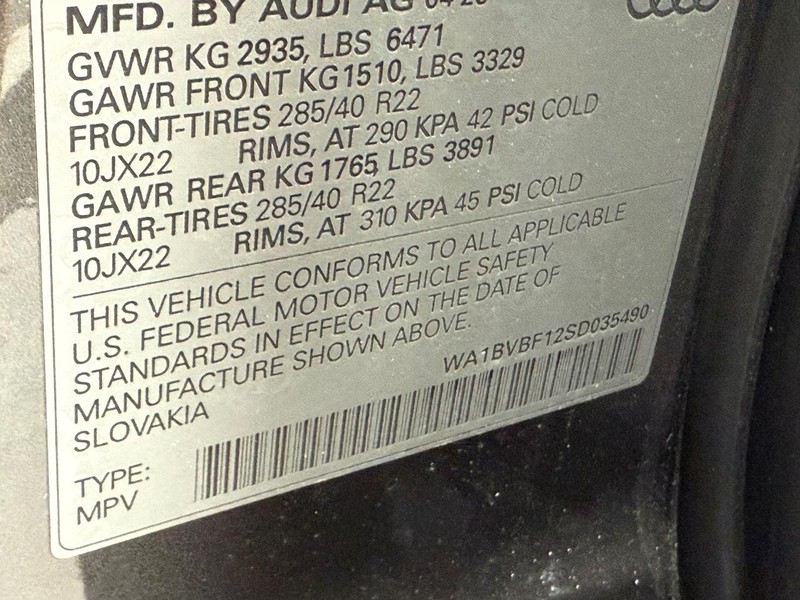 MFD. BY AUDI AG
GVWR KG 2935, LBS 6471
GAWR FRONT KG 1510, LBS 3329
FRONT-TIRES 285/40 R22
10JX22 RIMS, AT 290 KPA 42 PSI COLD
GAWR REAR KG 1765, LBS 3891
REAR-TIRES 285/40 R22
10JX22 RIMS, AT 310 KPA 45 PSI COLD
THIS VEHICLE CONFORMS TO ALL APPLICABLE
U.S. FEDERAL MOTOR VEHICLE SAFETY
STANDARDS IN EFFECT ON THE DATE OF
MANUFACTURE SHOWN ABOVE.
WA1BVBF12SD035490
SLOVAKIA
TYPE:
MPV